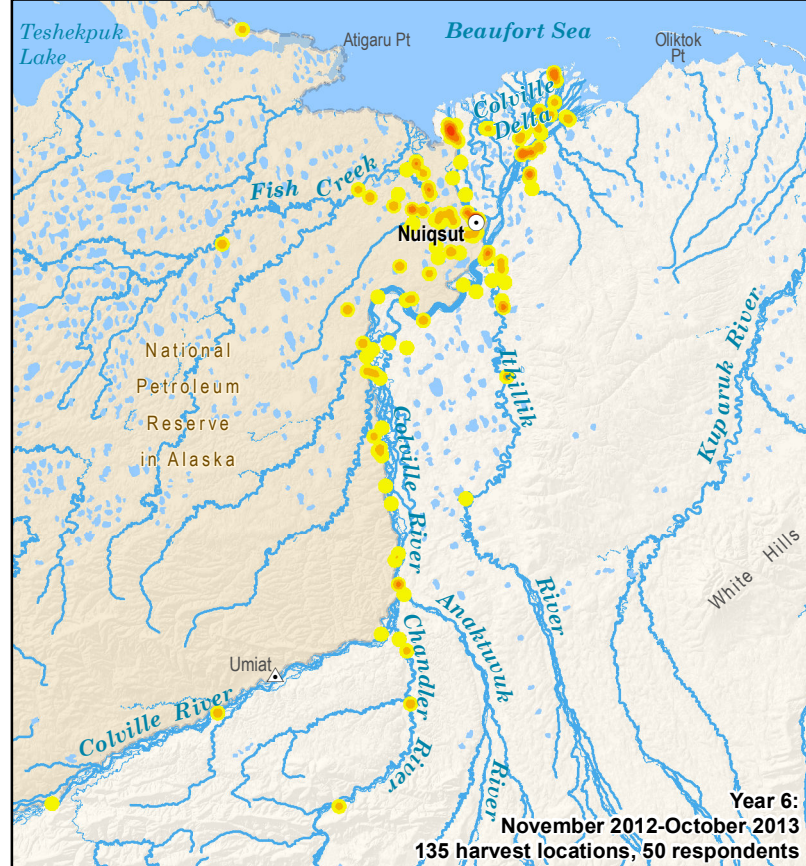 Teshekpuk
Lake
Atigaru Pt
Beaufort Sea
Oliktok
Pt
Colville
Delta
Fish Creek
Nuiqsut
National
Petroleum
Reserve
in Alaska
Itkillik
River
Kuparuk River
Colville
River
White Hills
Anaktuvuk
River
Chandler
River
Umiat
Colville River
Year 6:
November 2012-October 2013
135 harvest locations, 50 respondents